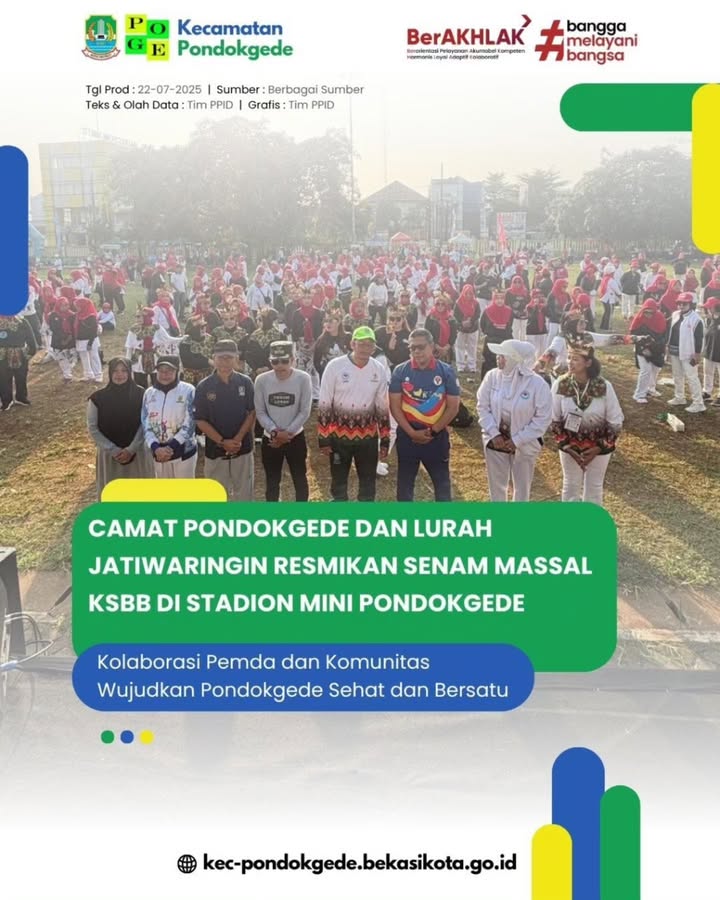 PO
GE
Kecamatan
Pondokgede
BerAKHLAK
Berorientasi Pelayanan Akuntabel Kompeten
Harmonis Loyal Adaptif Kolaboratif
#bangga
melayani
bangsa
Tgl Prod : 22-07-2025 | Sumber : Berbagai Sumber
Teks & Olah Data : Tim PPID | Grafis : Tim PPID
CAMAT PONDOKGEDE DAN LURAH
JATIWARINGIN RESMIKAN SENAM MASSAL
KSBB DI STADION MINI PONDOKGEDE
Kolaborasi Pemda dan Komunitas
Wujudkan Pondokgede Sehat dan Bersatu
kec-pondokgede.bekasikota.go.id